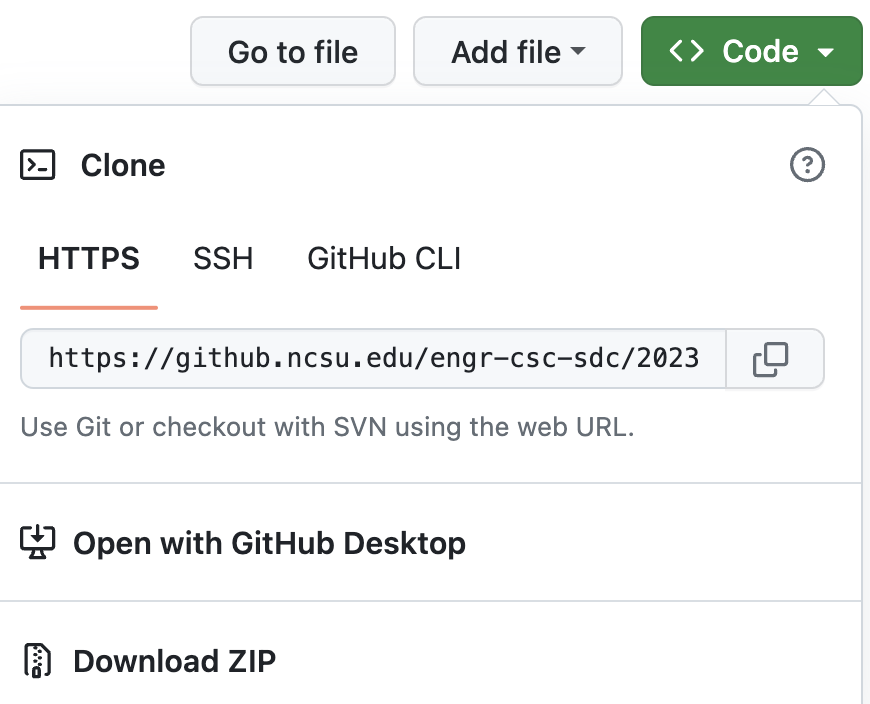 Go to file Add file <> Code
Clone
HTTPS SSH GitHub CLI
https://github.ncsu.edu/engr-csc-sdc/2023
Use Git or checkout with SVN using the web URL.
Open with GitHub Desktop
Download ZIP